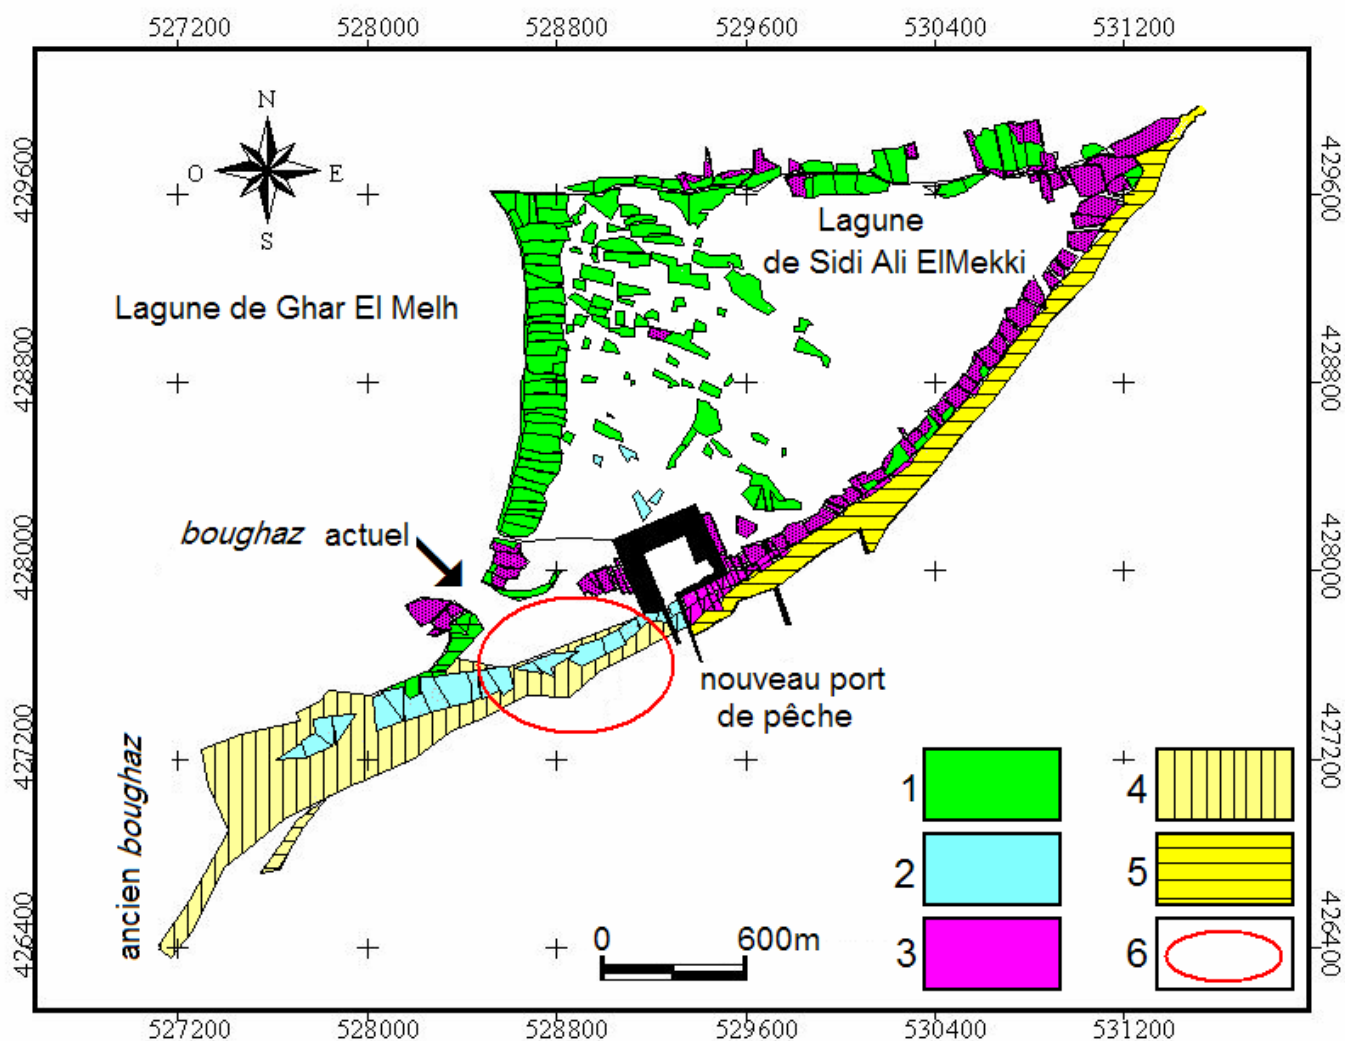 527200 528000 528800 529600 530400 531200
N
O E
S
429600
429600
Lagune
de Sidi Ali ElMekki
Lagune de Ghar El Melh
428800
428800
boughaz actuel
428000
428000
nouveau port
de pêche
427200
427200
ancien boughaz
1
4
2
5
3
6
0 600m
426400
426400
527200 528000 528800 529600 530400 531200